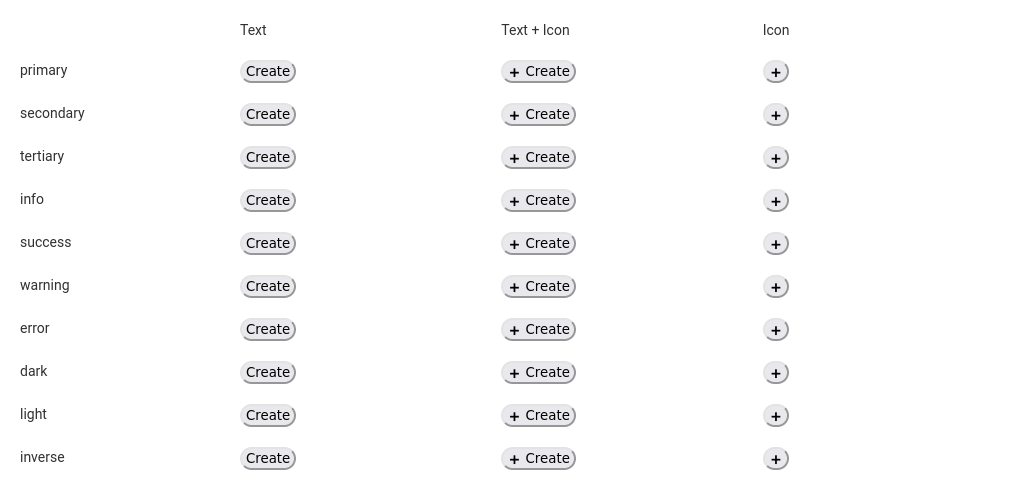 Text Text + Icon Icon
primary Create + Create +
secondary Create + Create +
tertiary Create + Create +
info Create + Create +
success Create + Create +
warning Create + Create +
error Create + Create +
dark Create + Create +
light Create + Create +
inverse Create + Create +